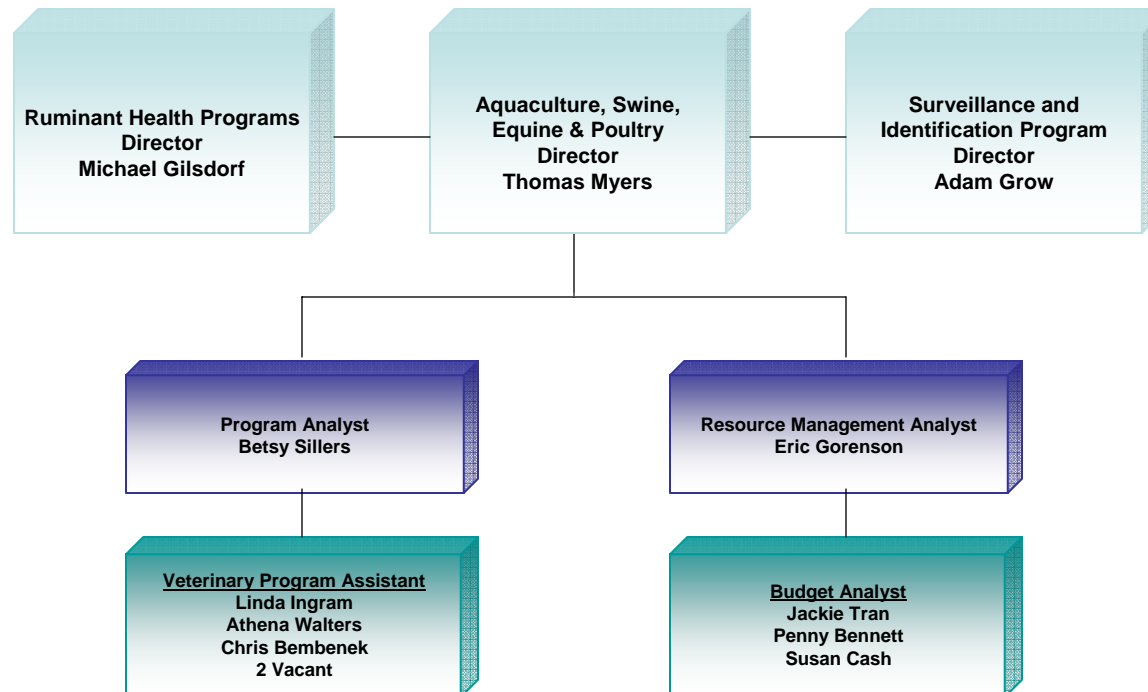 Ruminant Health Programs
Director
Michael Gilsdorf
Aquaculture, Swine,
Equine & Poultry
Director
Thomas Myers
Surveillance and
Identification Program
Director
Adam Grow
Program Analyst
Betsy Sillers
Resource Management Analyst
Eric Gorenson
Veterinary Program Assistant
Linda Ingram
Athena Walters
Chris Bembenek
2 Vacant
Budget Analyst
Jackie Tran
Penny Bennett
Susan Cash